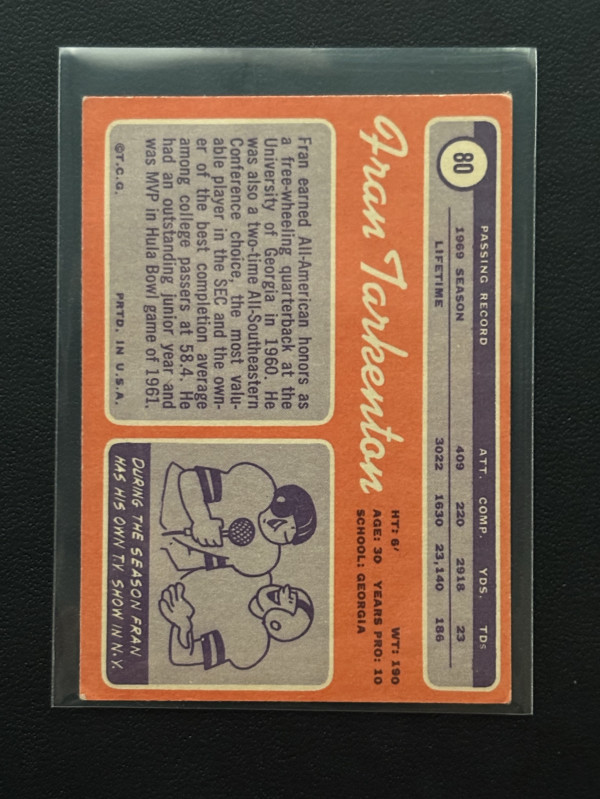 80
PASSING RECORD ATT. COMP. YDS. TDs
1969 SEASON 409 220 2918 23
LIFETIME 3022 1630 23,140 186
Fran Tarkenton
HT: 6' WT: 190
AGE: 30 YEARS PRO: 10
SCHOOL: GEORGIA
Fran earned All-American honors as
a free-wheeling quarterback at the
University of Georgia in 1960. He
was also a two-time All-Southeastern
Conference choice, the most valu-
able player in the SEC and the own-
er of the best completion average
among college passers at 58.4. He
had an outstanding junior year and
was MVP in Hula Bowl game of 1961.
©T.C.G. PRTD. IN U.S.A.
DURING THE SEASON FRAN
HAS HIS OWN T.V. SHOW IN N.Y.